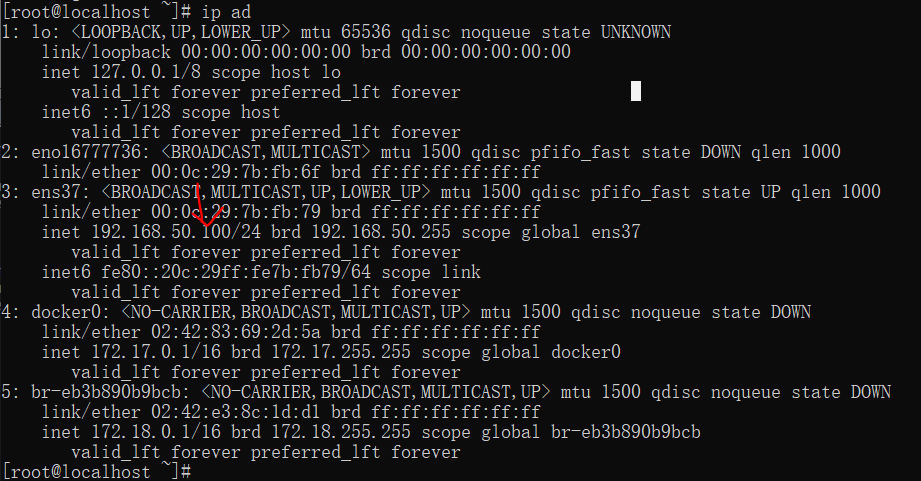 [root@localhost ~]# ip ad
1: lo: <LOOPBACK,UP,LOWER_UP> mtu 65536 qdisc noqueue state UNKNOWN
link/loopback 00:00:00:00:00:00 brd 00:00:00:00:00:00
inet 127.0.0.1/8 scope host lo
valid_lft forever preferred_lft forever
inet6 ::1/128 scope host
valid_lft forever preferred_lft forever
2: eno16777736: <BROADCAST,MULTICAST> mtu 1500 qdisc pfifo_fast state DOWN qlen 1000
link/ether 00:0c:29:7b:fb:6f brd ff:ff:ff:ff:ff:ff
3: ens37: <BROADCAST,MULTICAST,UP,LOWER_UP> mtu 1500 qdisc pfifo_fast state UP qlen 1000
link/ether 00:0c:29:7b:fb:79 brd ff:ff:ff:ff:ff:ff
inet 192.168.50.100/24 brd 192.168.50.255 scope global ens37
valid_lft forever preferred_lft forever
inet6 fe80::20c:29ff:fe7b:fb79/64 scope link
valid_lft forever preferred_lft forever
4: docker0: <NO-CARRIER,BROADCAST,MULTICAST,UP> mtu 1500 qdisc noqueue state DOWN
link/ether 02:42:83:69:2d:5a brd ff:ff:ff:ff:ff:ff
inet 172.17.0.1/16 brd 172.17.255.255 scope global docker0
valid_lft forever preferred_lft forever
5: br-eb3b890b9bcb: <NO-CARRIER,BROADCAST,MULTICAST,UP> mtu 1500 qdisc noqueue state DOWN
link/ether 02:42:e3:8c:1d:d1 brd ff:ff:ff:ff:ff:ff
inet 172.18.0.1/16 brd 172.18.255.255 scope global br-eb3b890b9bcb
valid_lft forever preferred_lft forever
[root@localhost ~]#